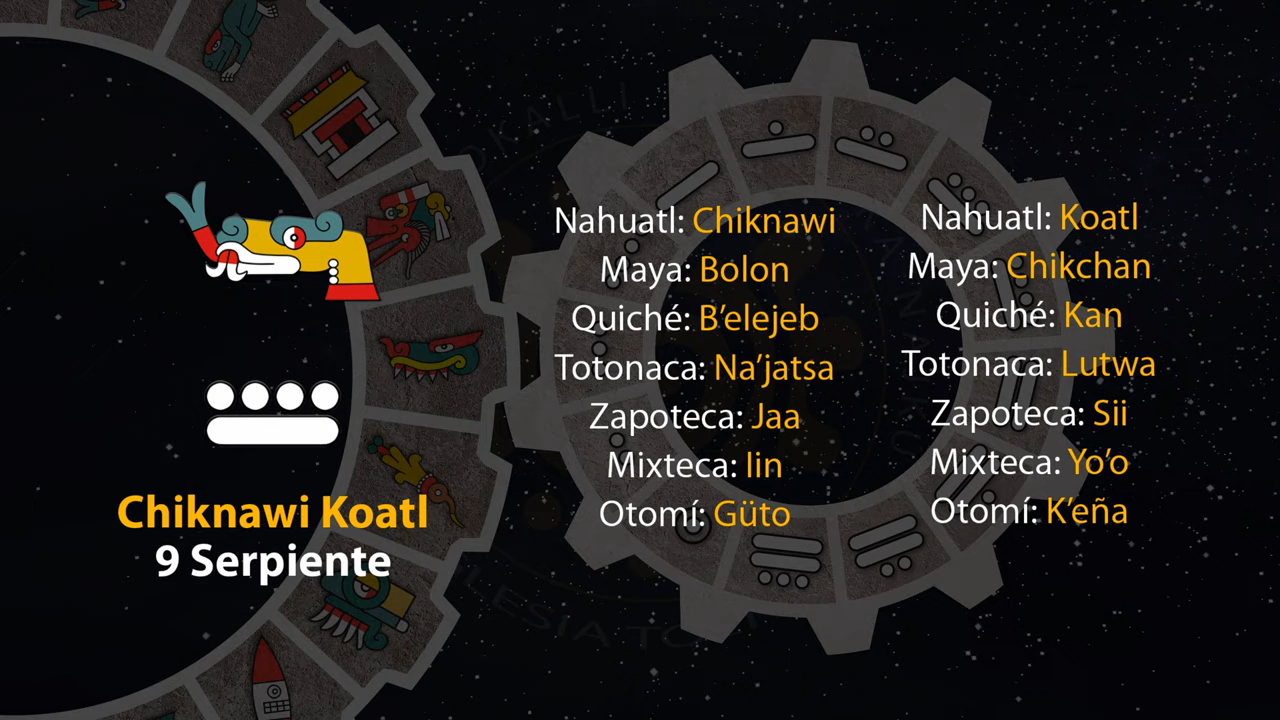 Chiknawi Koatl
9 Serpiente
Nahuatl: Chiknawi
Maya: Bolon
Quiché: B’elejeb
Totonaca: Na’jatsa
Zapoteca: Jaa
Mixteca: Iin
Otomí: Güto
Nahuatl: Koatl
Maya: Chikchan
Quiché: Kan
Totonaca: Lutwa
Zapoteca: Sii
Mixteca: Yo’o
Otomí: K’eña